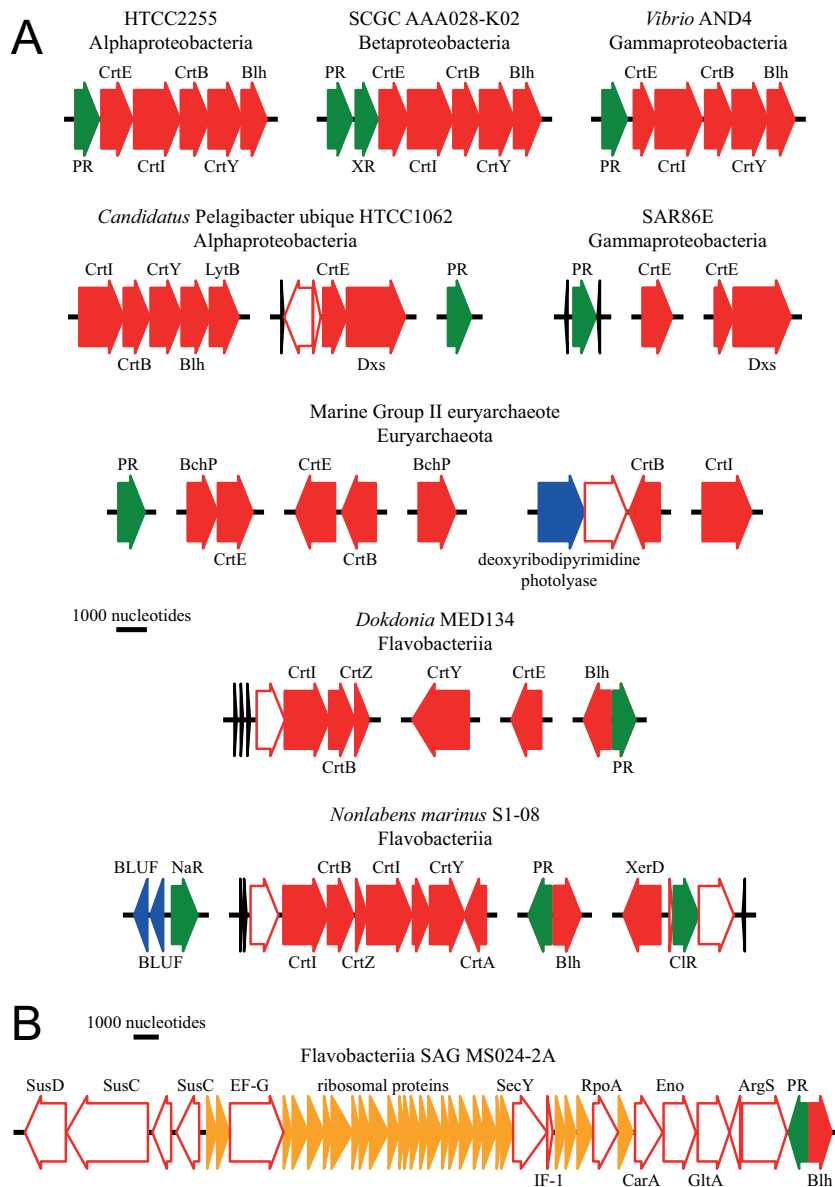 A
HTCC2255
Alphaproteobacteria
CrtE CrtB Blh
PR CrtI CrtY
SCGC AAA028-K02
Betaproteobacteria
PR CrtE CrtB Blh
XR CrtI CrtY
Vibrio AND4
Gammaproteobacteria
CrtE CrtB Blh
PR CrtI CrtY
Candidatus Pelagibacter ubique HTCC1062
Alphaproteobacteria
CrtI CrtY LytB CrtE PR
CrtB Blh Dxs
SAR86E
Gammaproteobacteria
PR CrtE CrtE
Dxs
Marine Group II euryarchaeote
Euryarchaeota
PR BchP CrtE BchP CrtB CrtI
CrtE CrtB deoxyribodipyrimidine
photolyase
1000 nucleotides
Dokdonia MED134
Flavobacteriia
CrtI CrtZ CrtY CrtE Blh
CrtB PR
Nonlabens marinus S1-08
Flavobacteriia
BLUF NaR CrtB CrtI CrtY PR XerD
BLUF CrtI CrtZ CrtA Blh ClR
B
1000 nucleotides
Flavobacteriia SAG MS024-2A
SusD SusC SusC EF-G ribosomal proteins SecY RpoA Eno ArgS PR
IF-1 CarA GltA Blh